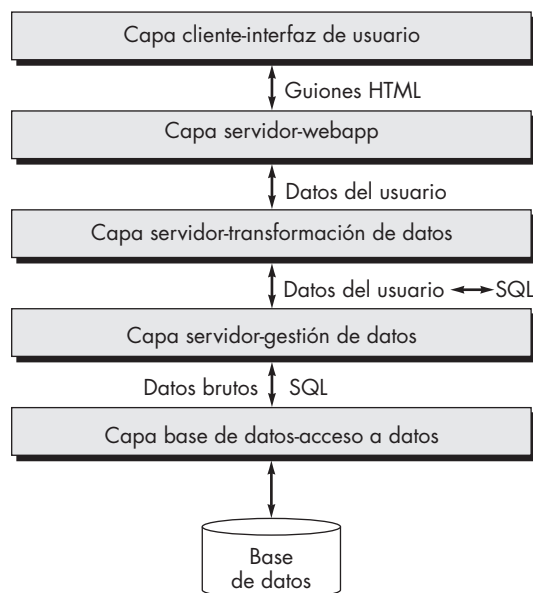 Capa cliente-interfaz de usuario
Guiones HTML
Capa servidor-webapp
Datos del usuario
Capa servidor-transformación de datos
Datos del usuario SQL
Capa servidor-gestión de datos
Datos brutos SQL
Capa base de datos-acceso a datos
Base
de datos